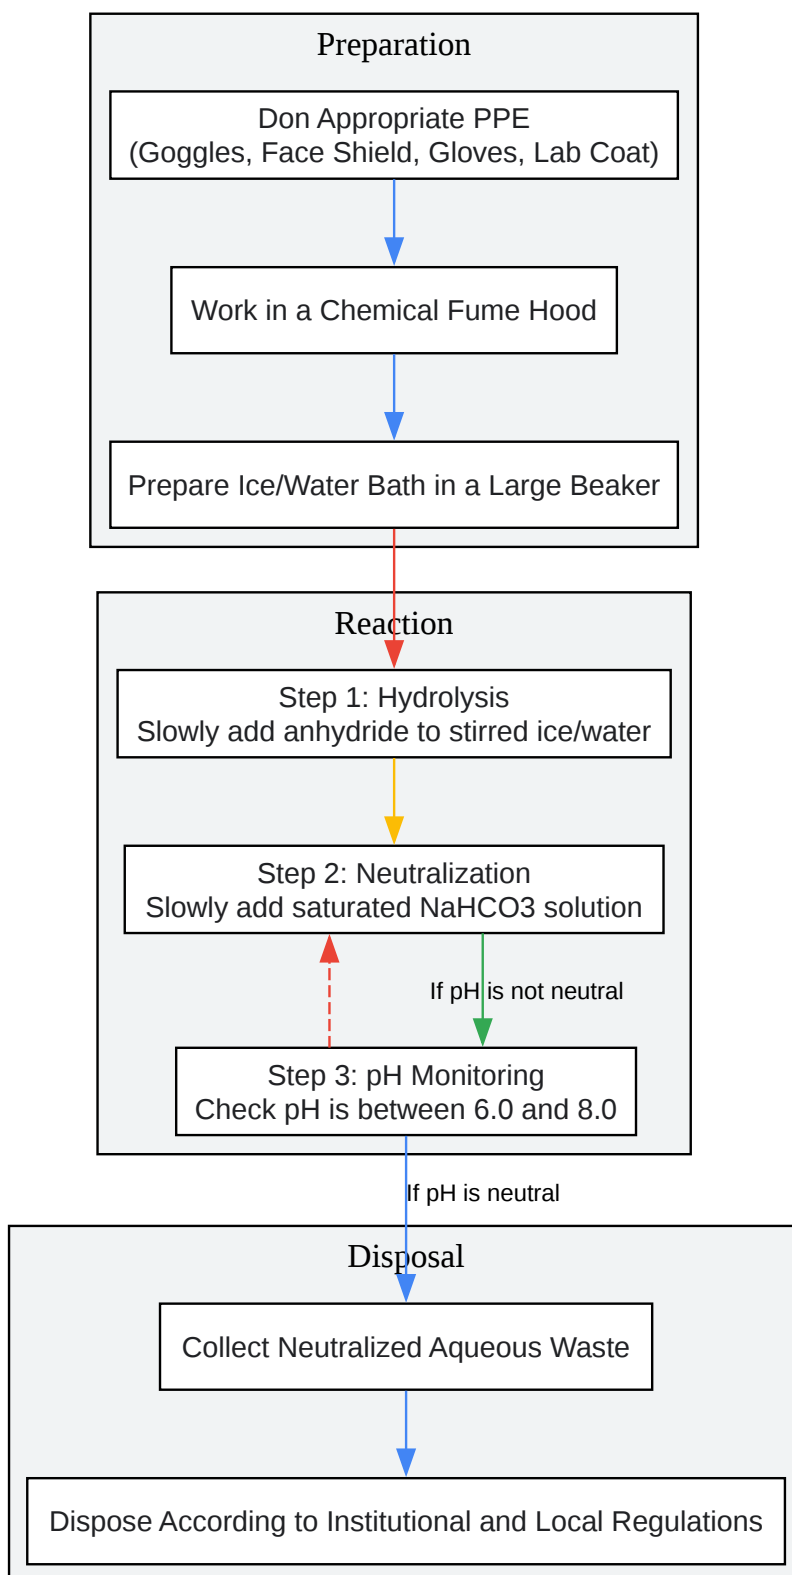 Preparation
Don Appropriate PPE
(Goggles, Face Shield, Gloves, Lab Coat)
Work in a Chemical Fume Hood
Prepare Ice/Water Bath in a Large Beaker
Reaction
Step 1: Hydrolysis
Slowly add anhydride to stirred ice/water
Step 2: Neutralization
Slowly add saturated NaHCO3 solution
If pH is not neutral
Step 3: pH Monitoring
Check pH is between 6.0 and 8.0
If pH is neutral
Disposal
Collect Neutralized Aqueous Waste
Dispose According to Institutional and Local Regulations